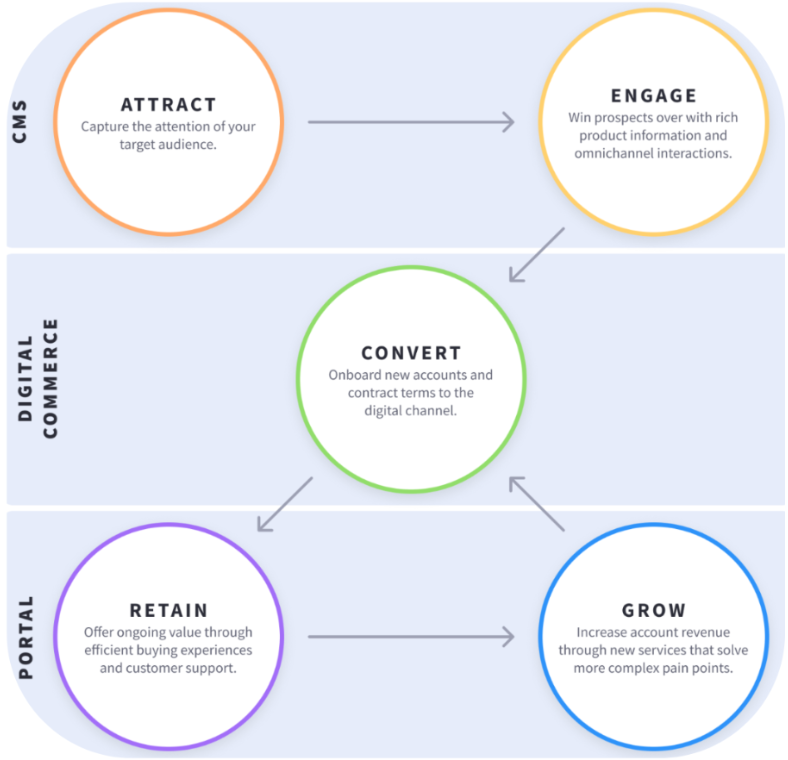 CMS
ATTRACT
Capture the attention of your
target audience.
ENGAGE
Win prospects over with rich
product information and
omnichannel interactions.
DIGITAL
COMMERCE
CONVERT
Onboard new accounts and
contract terms to the
digital channel.
PORTAL
RETAIN
Offer ongoing value through
efficient buying experiences
and customer support.
GROW
Increase account revenue
through new services that solve
more complex pain points.